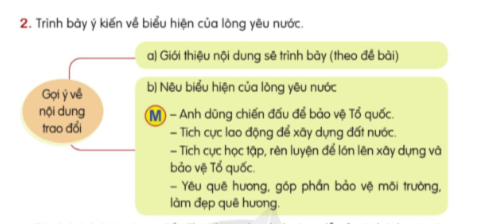 2. Trình bày ý kiến về biểu hiện của lòng yêu nước.
a) Giới thiệu nội dung sẽ trình bày (theo đề bài)
Gợi ý về
nội dung
trao đổi
b) Nêu biểu hiện của lòng yêu nước
M – Anh dũng chiến đấu để bảo vệ Tổ quốc.
– Tích cực lao động để xây dựng đất nước.
– Tích cực học tập, rèn luyện để lớn lên xây dựng và
bảo vệ Tổ quốc.
– Yêu quê hương, góp phần bảo vệ môi trường,
làm đẹp quê hương.